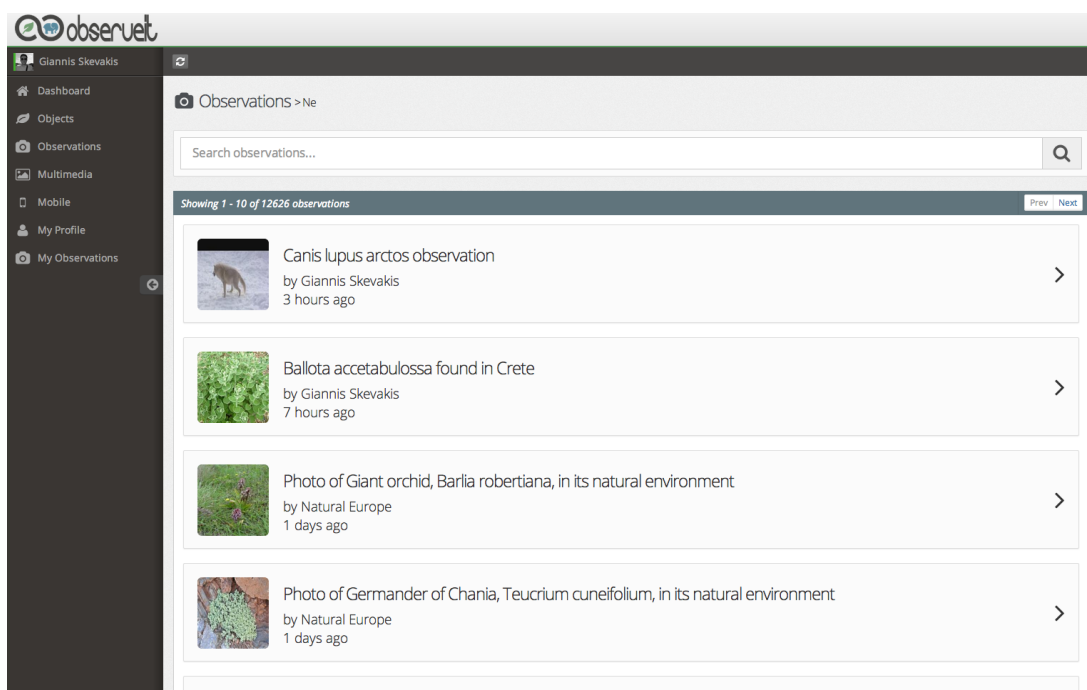 observeit
Giannis Skevakis
Dashboard
Objects
Observations
Multimedia
Mobile
My Profile
My Observations
Observations > Ne
Search observations...
Showing 1 - 10 of 12626 observations
Prev Next
Canis lupus arctos observation
by Giannis Skevakis
3 hours ago
Ballota accetabulossa found in Crete
by Giannis Skevakis
7 hours ago
Photo of Giant orchid, Barlia robertiana, in its natural environment
by Natural Europe
1 days ago
Photo of Germander of Chania, Teucrium cuneifolium, in its natural environment
by Natural Europe
1 days ago